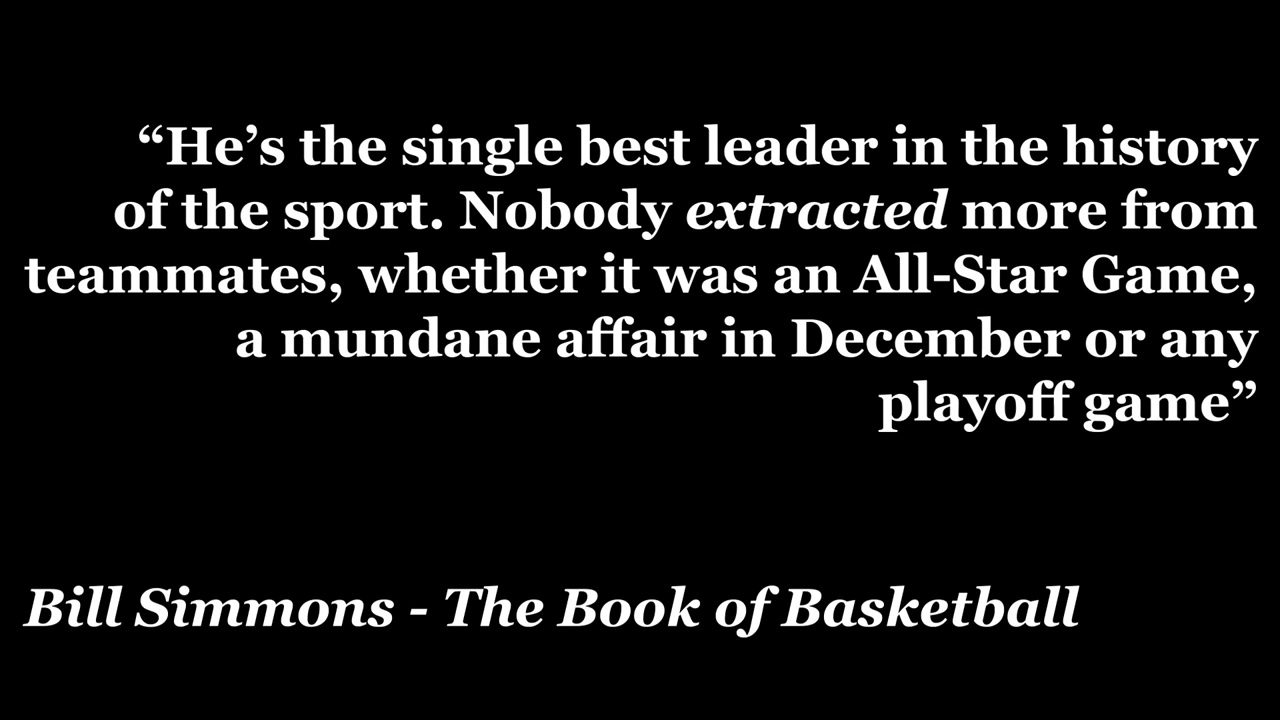 “He’s the single best leader in the history
of the sport. Nobody extracted more from
teammates, whether it was an All-Star Game,
a mundane affair in December or any
playoff game”
Bill Simmons - The Book of Basketball